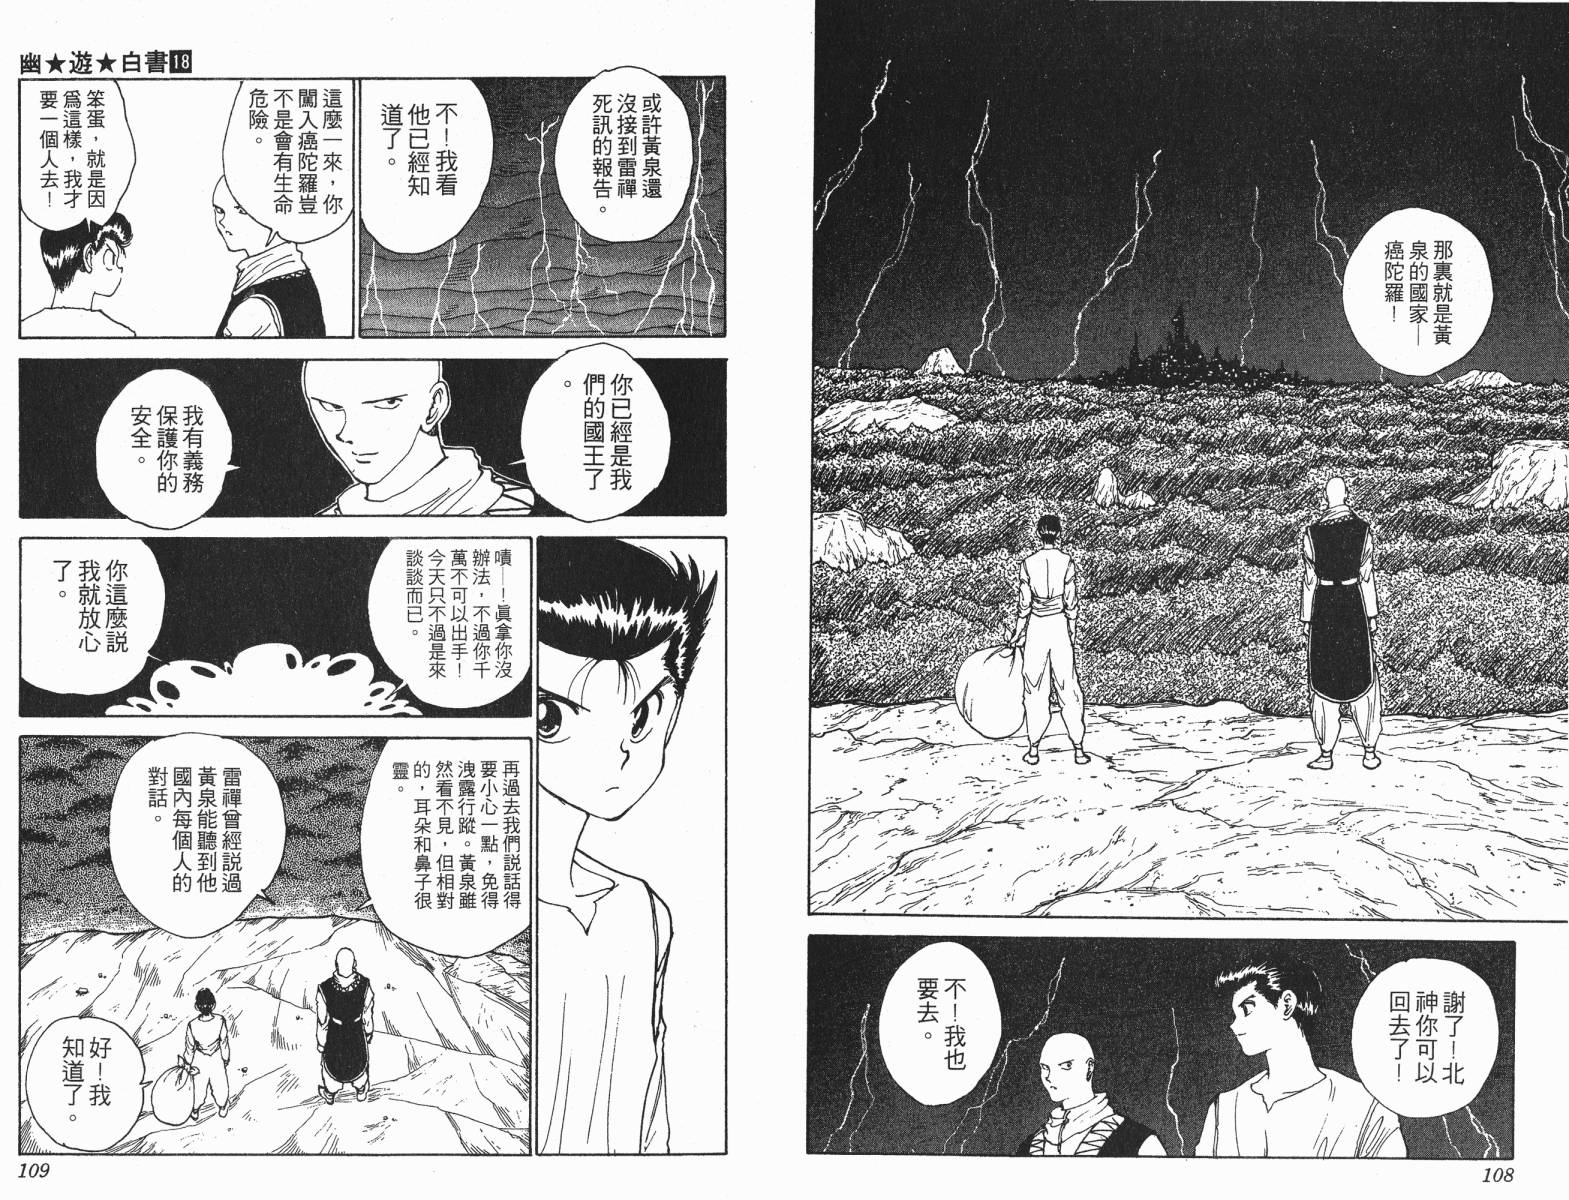 那裏就是黃
泉的國家—
癌陀羅!
謝了!北
神你可以
回去了!
不!我也
要去。
108
幽★遊★白書18
或許黃泉還
沒接到雷禪
死訊的報告。
不!我看
他已經知
道了。
這麼一來,你
闖入癌陀羅豈
不是會有生命
危險。
笨蛋,就是因
爲這樣,我才
要一個人去!
你已經是我
們的國王了
。
我有義務
保護你的
安全。
嘖—!眞拿你沒
辦法,不過你千
萬不可以出手!
今天只不過是來
談談而已。
你這麼説
我就放心
了。
再過去我們説話得
要小心一點,免得
洩露行蹤。黃泉雖
然看不見,但相對
的,耳朵和鼻子很
靈。
雷禪曾經説過
黃泉能聽到他
國內每個人的
對話。
好!我
知道了。
109